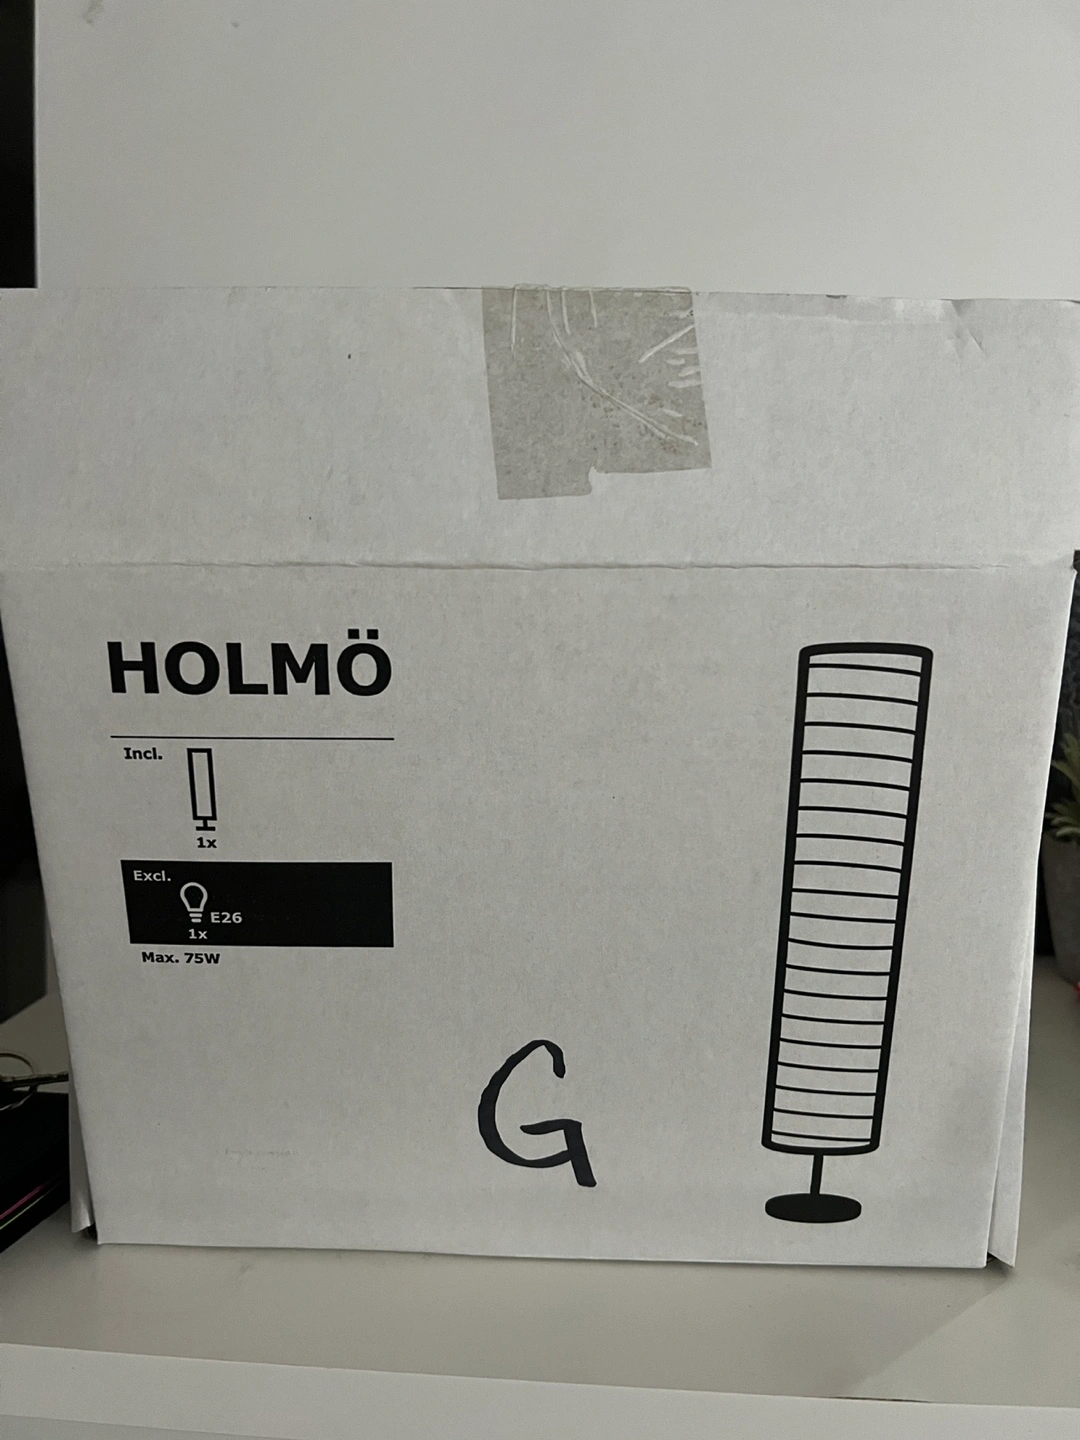 HOLMÖ
Incl.
1x
Excl.
E26
1x
Max. 75W
G